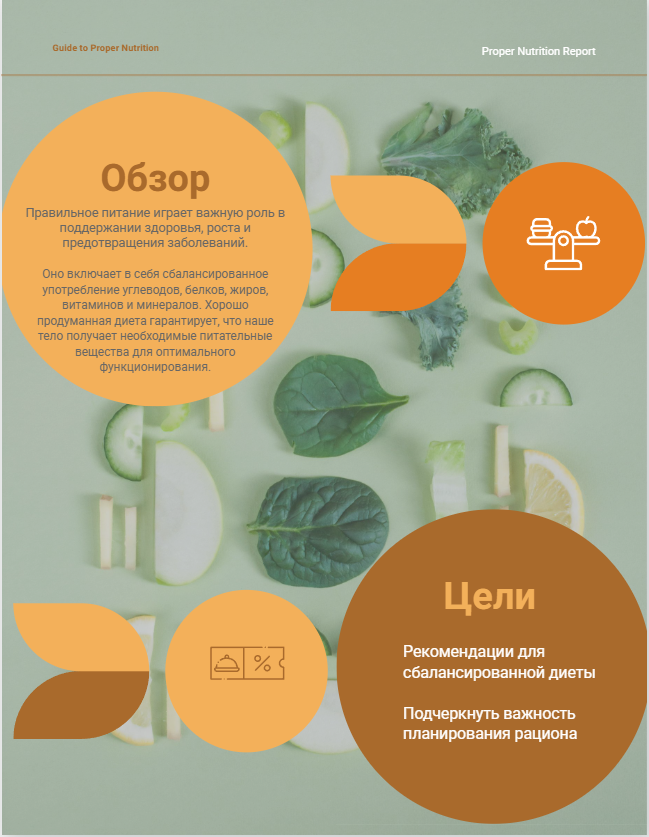 Guide to Proper Nutrition
Proper Nutrition Report
Обзор
Правильное питание играет важную роль в
поддержании здоровья, роста и
предотвращения заболеваний.
Оно включает в себя сбалансированное
употребление углеводов, белков, жиров,
витаминов и минералов. Хорошо
продуманная диета гарантирует, что наше
тело получает необходимые питательные
вещества для оптимального
функционирования.
%
Цели
Рекомендации для
сбалансированной диеты
Подчеркнуть важность
планирования рациона